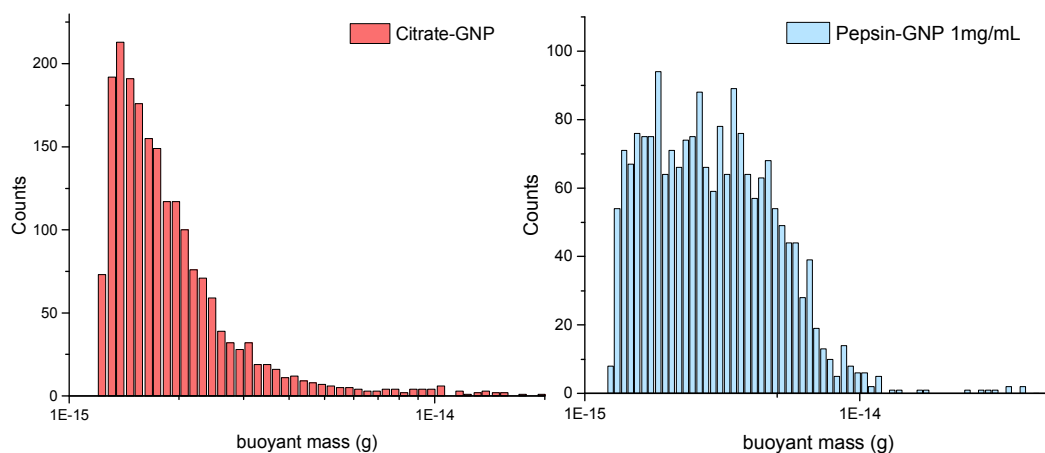 Citrate-GNP
200
150
100
50
0
Counts
1E-15
1E-14
buoyant mass (g)
Pepsin-GNP 1mg/mL
100
80
60
40
20
0
Counts
1E-15
1E-14
buoyant mass (g)